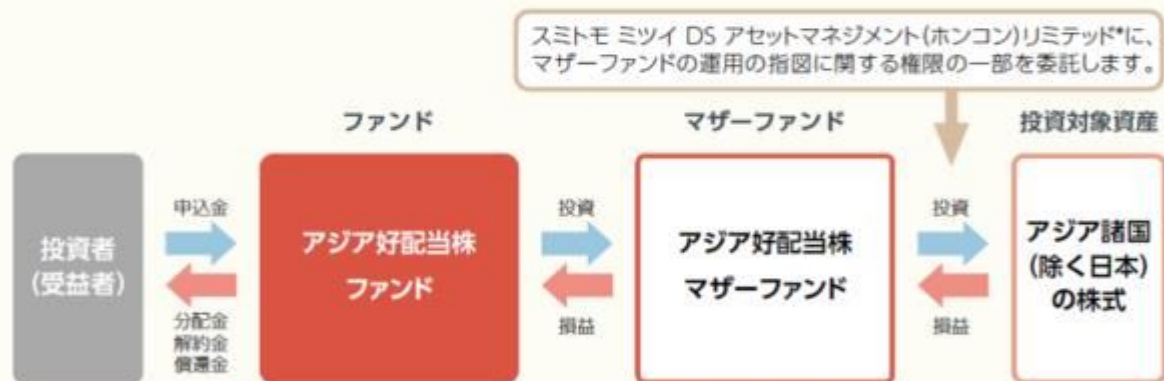 スミトモ ミツイ DS アセットマネジメント(ホンコン)リミテッド*に、
マザーファンドの運用の指図に関する権限の一部を委託します。
ファンド
マザーファンド
投資対象資産
投資者
(受益者)
申込金
分配金
解約金
償還金
アジア好配当株
ファンド
投資
損益
アジア好配当株
マザーファンド
投資
損益
アジア諸国
(除く日本)
の株式